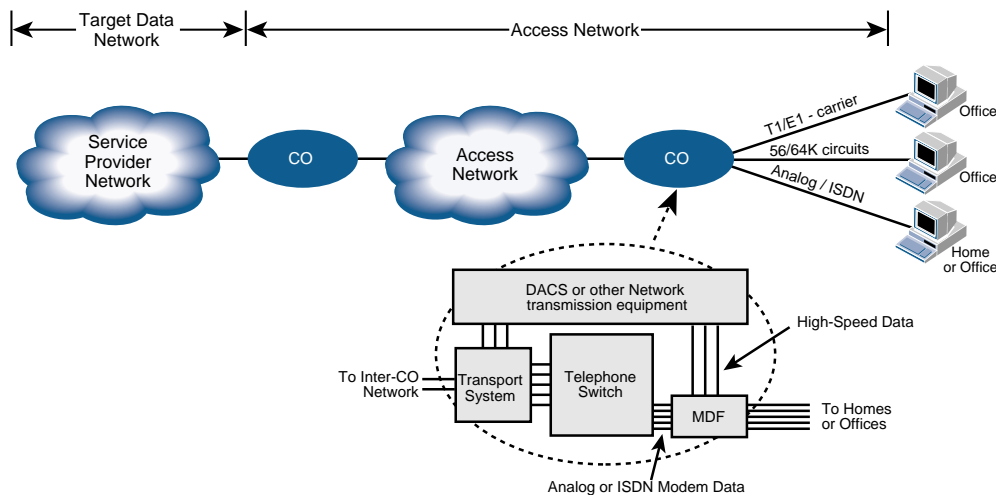 Target Data
Network
Access Network
Service
Provider
Network
CO
Access
Network
CO
T1/E1 - carrier
56/64K circuits
Analog / ISDN
Office
Office
Home
or Office
DACS or other Network
transmission equipment
High-Speed Data
To Inter-CO
Network
Transport
System
Telephone
Switch
MDF
To Homes
or Offices
Analog or ISDN Modem Data